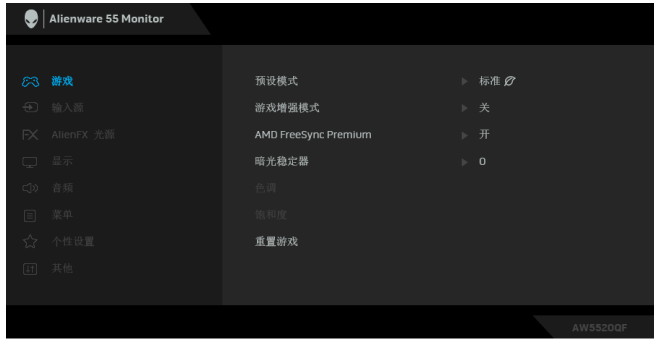 Alienware 55 Monitor
游戏
预设模式 标准
输入源
游戏增强模式 关
AlienFX 光源
AMD FreeSync Premium 开
显示
暗光稳定器 0
音频
色调
菜单
饱和度
个性设置
重置游戏
其他
AW5520QF